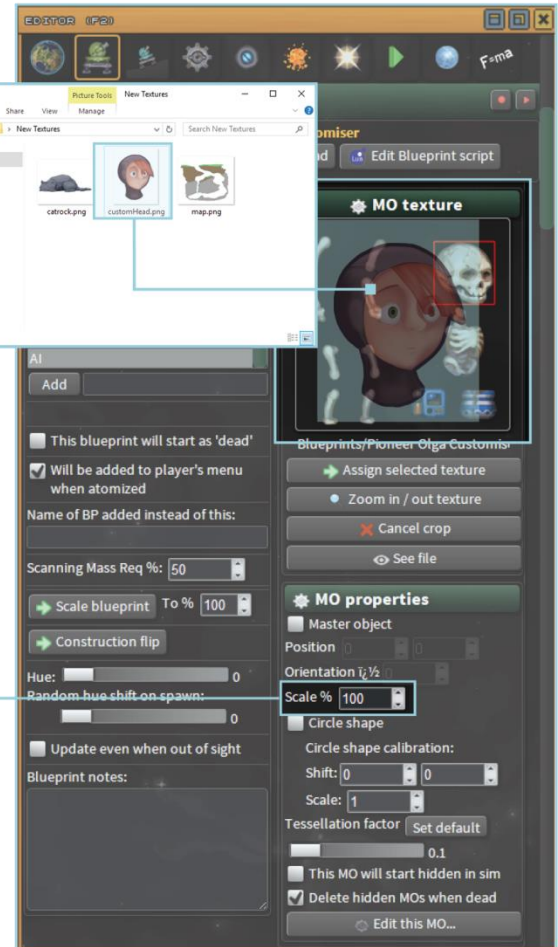 EDITOR (F2)
F=ma
Picture Tools New Textures
Share View Manage
> New Textures
Search New Textures
catrock.png customHead.png map.png
omiser
d Edit Blueprint script
MO texture
AI
Add
This blueprint will start as 'dead'
Will be added to player's menu
when atomized
Name of BP added instead of this:
Scanning Mass Req %: 50
Scale blueprint To % 100
Construction flip
Hue: 0
Random hue shift on spawn:
0
Update even when out of sight
Blueprint notes:
Blueprints/Pioneer Olga Customis
Assign selected texture
Zoom in / out texture
Cancel crop
See file
MO properties
Master object
Position 0 0
Orientation ï¿½ 0
Scale % 100
Circle shape
Circle shape calibration:
Shift: 0 0
Scale: 1
Tessellation factor Set default
0.1
This MO will start hidden in sim
Delete hidden MOs when dead
Edit this MO...